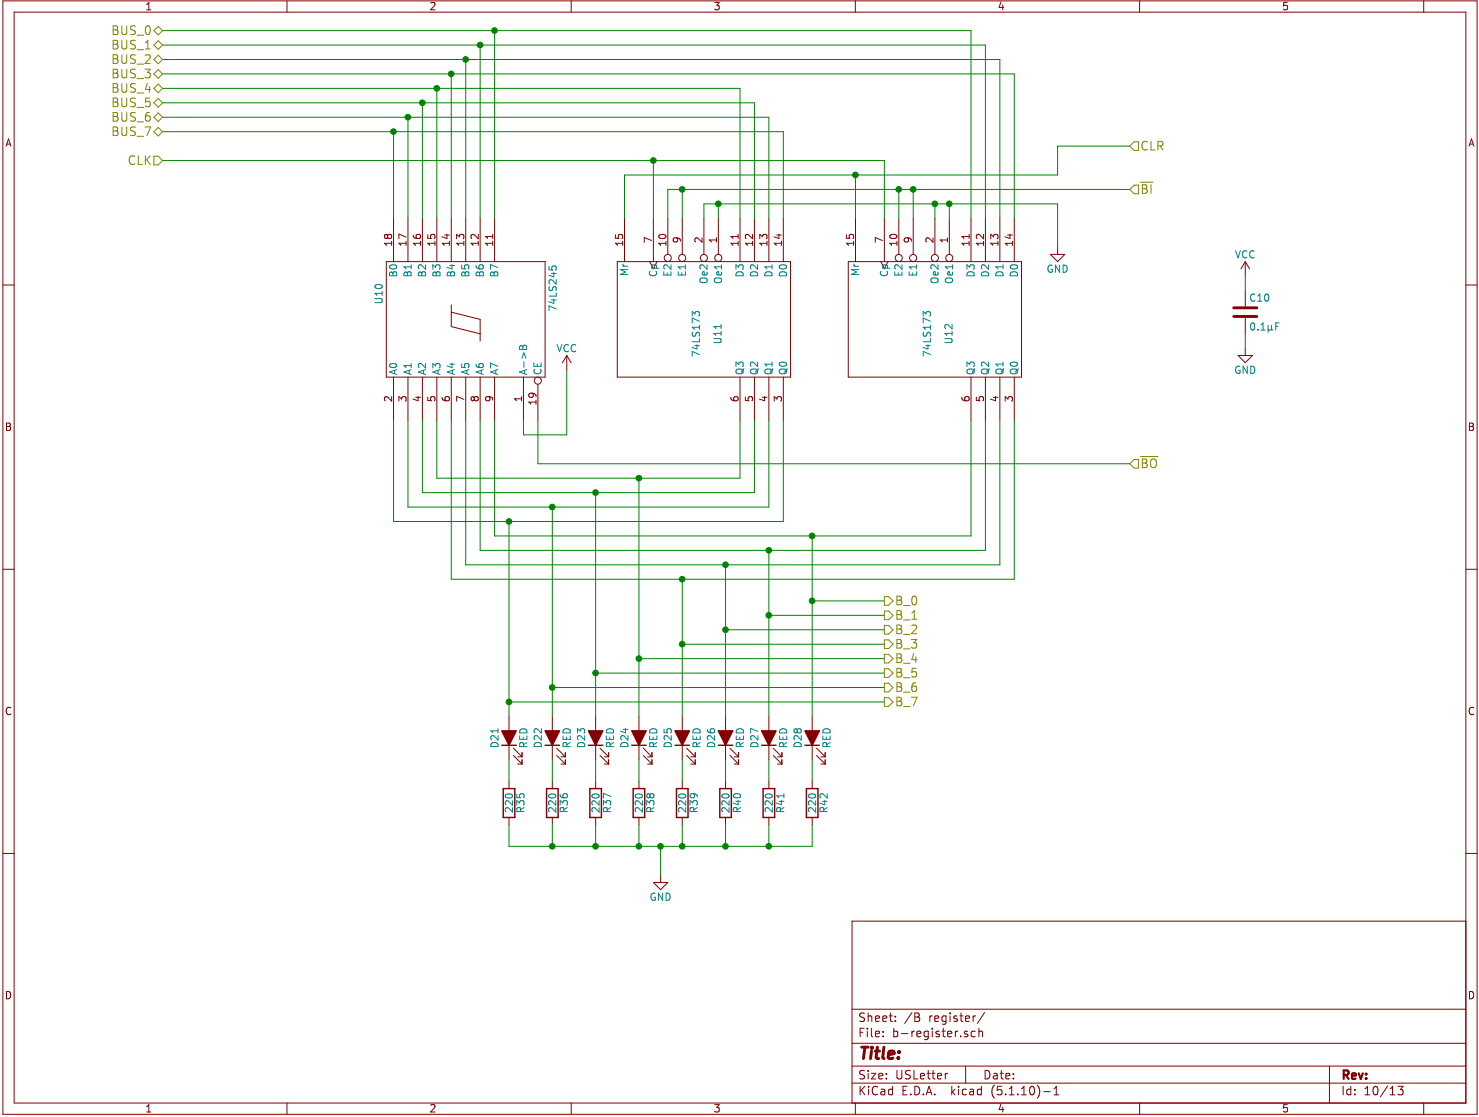 1 2 3 4 5
BUS_0
BUS_1
BUS_2
BUS_3
BUS_4
BUS_5
BUS_6
BUS_7
A A
CLK
CLR
BI
18 17 16 15 14 13 12 11
15 7 10 9 2 1 11 12 13 14
15 7 10 9 2 1 11 12 13 14
B0 B1 B2 B3 B4 B5 B6 B7
Mr Cp E2 E1 Oe2 Oe1 D3 D2 D1 D0
Mr Cp E2 E1 Oe2 Oe1 D3 D2 D1 D0
GND
VCC
C10
0.1µF
GND
U10
74LS245
74LS173
U11
74LS173
U12
VCC
A0 A1 A2 A3 A4 A5 A6 A7 A->B CE
Q3 Q2 Q1 Q0
Q3 Q2 Q1 Q0
2 3 4 5 6 7 8 9 1 19
6 5 4 3
6 5 4 3
B B
BO
B_0
B_1
B_2
B_3
B_4
B_5
B_6
B_7
C C
D21 RED D22 RED D23 RED D24 RED D25 RED D26 RED D27 RED D28 RED
220 R35 220 R36 220 R37 220 R38 220 R39 220 R40 220 R41 220 R42
GND
D D
Sheet: /B register/
File: b-register.sch
Title:
Size: USLetter Date: Rev:
KiCad E.D.A. kicad (5.1.10)-1 Id: 10/13
1 2 3 4 5